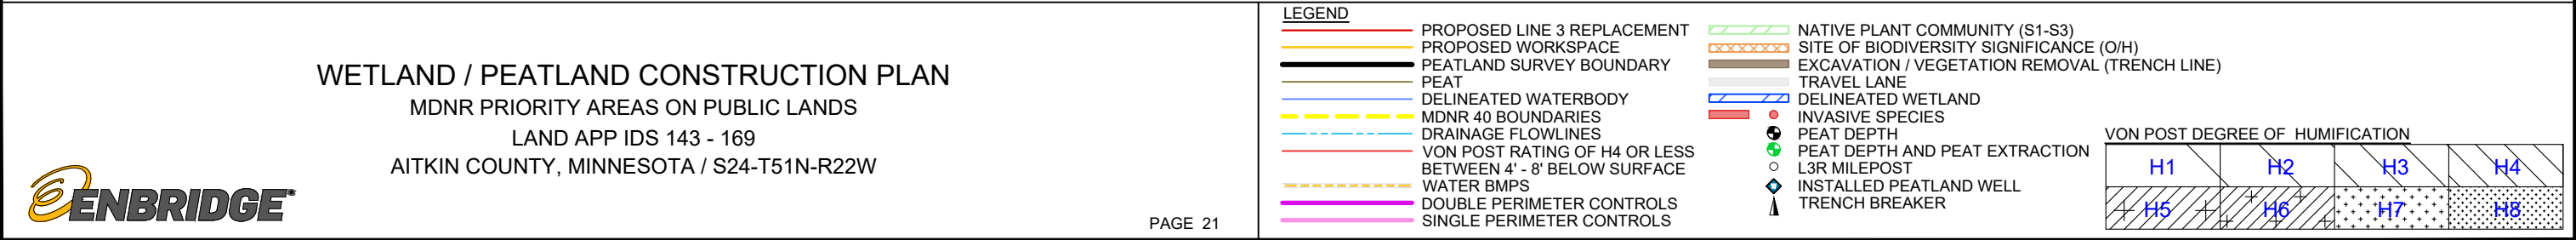 WETLAND / PEATLAND CONSTRUCTION PLAN
MDNR PRIORITY AREAS ON PUBLIC LANDS
LAND APP IDS 143 - 169
AITKIN COUNTY, MINNESOTA / S24-T51N-R22W
ENBRIDGE
PAGE 21
LEGEND
PROPOSED LINE 3 REPLACEMENT
PROPOSED WORKSPACE
PEATLAND SURVEY BOUNDARY
PEAT
DELINEATED WATERBODY
MDNR 40 BOUNDARIES
DRAINAGE FLOWLINES
VON POST RATING OF H4 OR LESS
BETWEEN 4' - 8' BELOW SURFACE
WATER BMPS
DOUBLE PERIMETER CONTROLS
SINGLE PERIMETER CONTROLS
NATIVE PLANT COMMUNITY (S1-S3)
SITE OF BIODIVERSITY SIGNIFICANCE (O/H)
EXCAVATION / VEGETATION REMOVAL (TRENCH LINE)
TRAVEL LANE
DELINEATED WETLAND
INVASIVE SPECIES
PEAT DEPTH
PEAT DEPTH AND PEAT EXTRACTION
L3R MILEPOST
INSTALLED PEATLAND WELL
TRENCH BREAKER
VON POST DEGREE OF HUMIFICATION
H1 H2 H3 H4
H5 H6 H7 H8